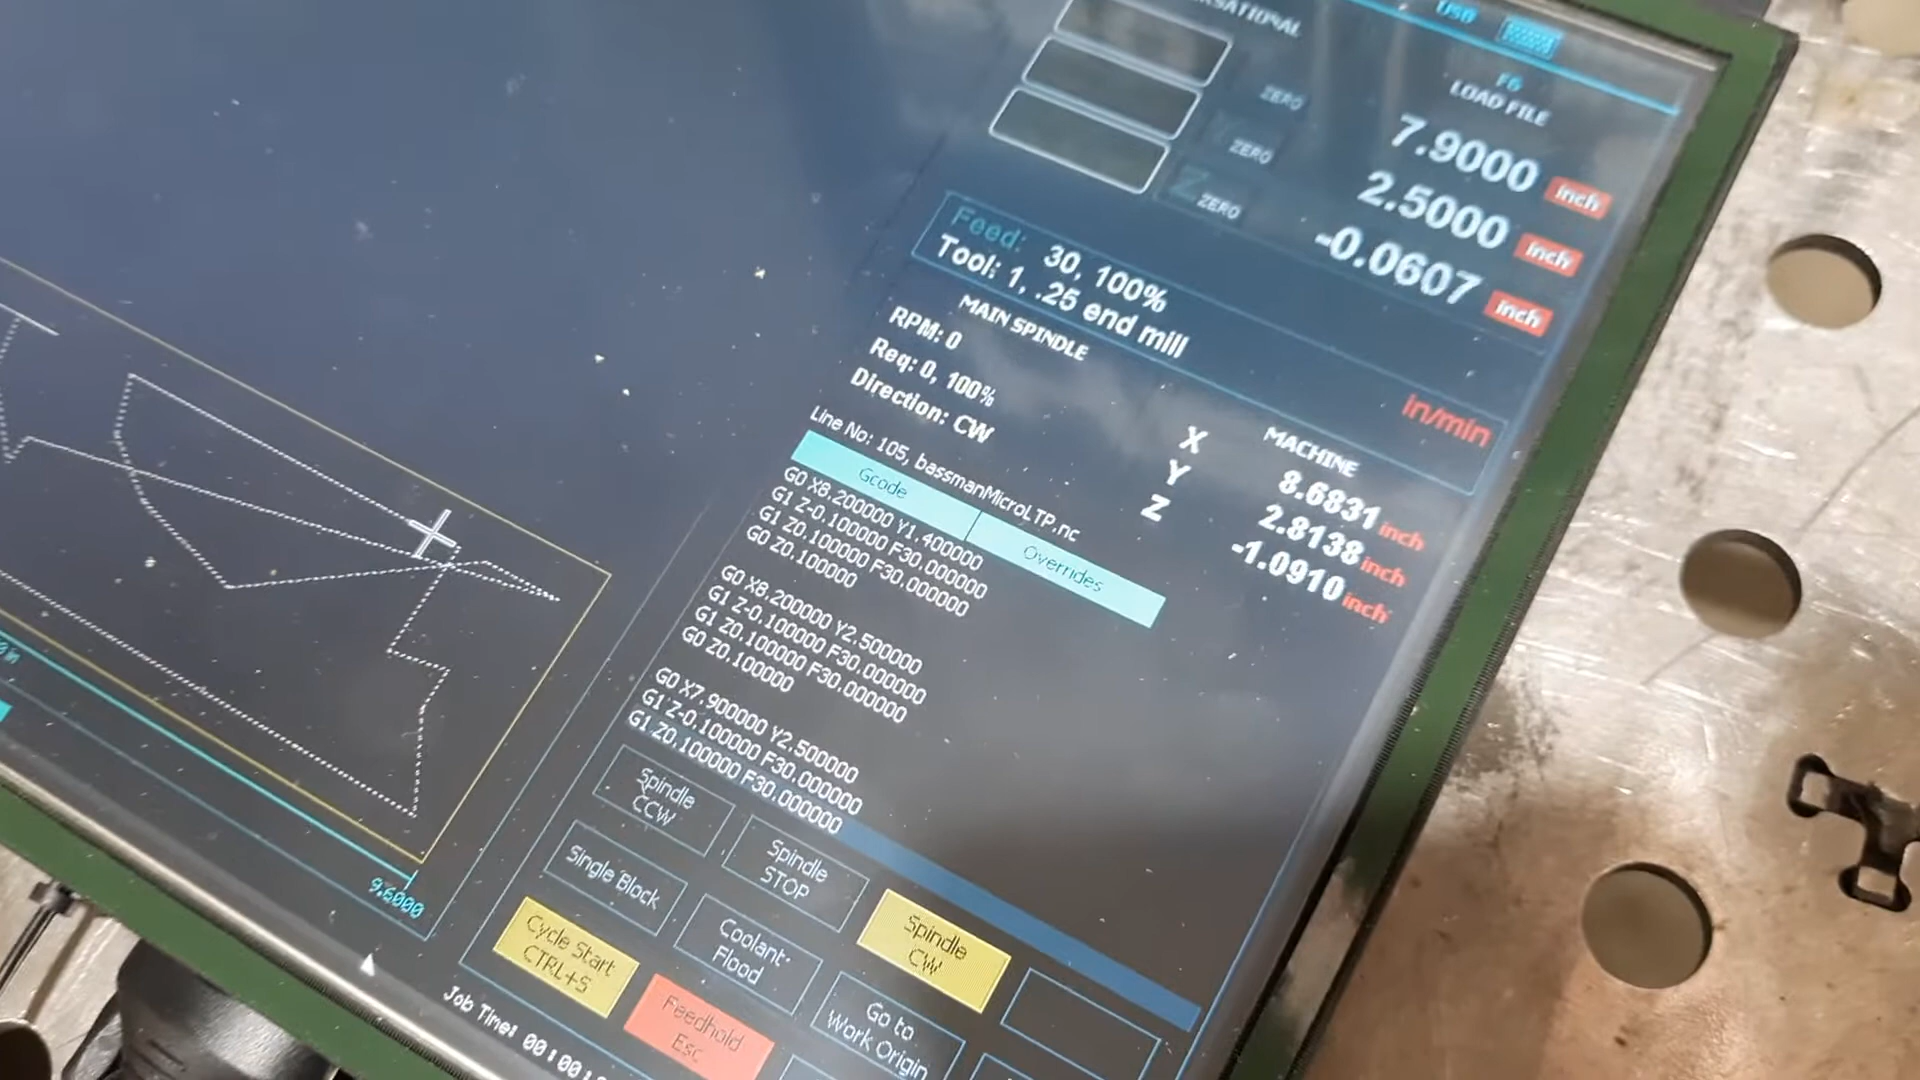 USB
F6
LOAD FILE
ZERO
7.9000 inch
ZERO
2.5000 inch
Z ZERO
-0.0607 inch
Feed: 30, 100%
Tool: 1, .25 end mill
in/min
MAIN SPINDLE
RPM: 0
Req: 0, 100%
Direction: CW
MACHINE
X 8.6831 inch
Y 2.8138 inch
Z -1.0910 inch
Line No: 105, bassmanMicroLTP.nc
Gcode
Overrides
G0 X8.200000 Y1.400000
G1 Z-0.100000 F30.000000
G1 Z0.100000 F30.000000
G0 Z0.100000
G0 X8.200000 Y2.500000
G1 Z-0.100000 F30.000000
G1 Z0.100000 F30.000000
G0 Z0.100000
G0 X7.900000 Y2.500000
G1 Z-0.100000 F30.000000
G1 Z0.100000 F30.000000
Spindle
CCW
Spindle
STOP
Spindle
CW
Single Block
Coolant-
Flood
Go to
Work Origin
Cycle Start
CTRL+S
Feedhold
Esc
9.6000
Job Time: